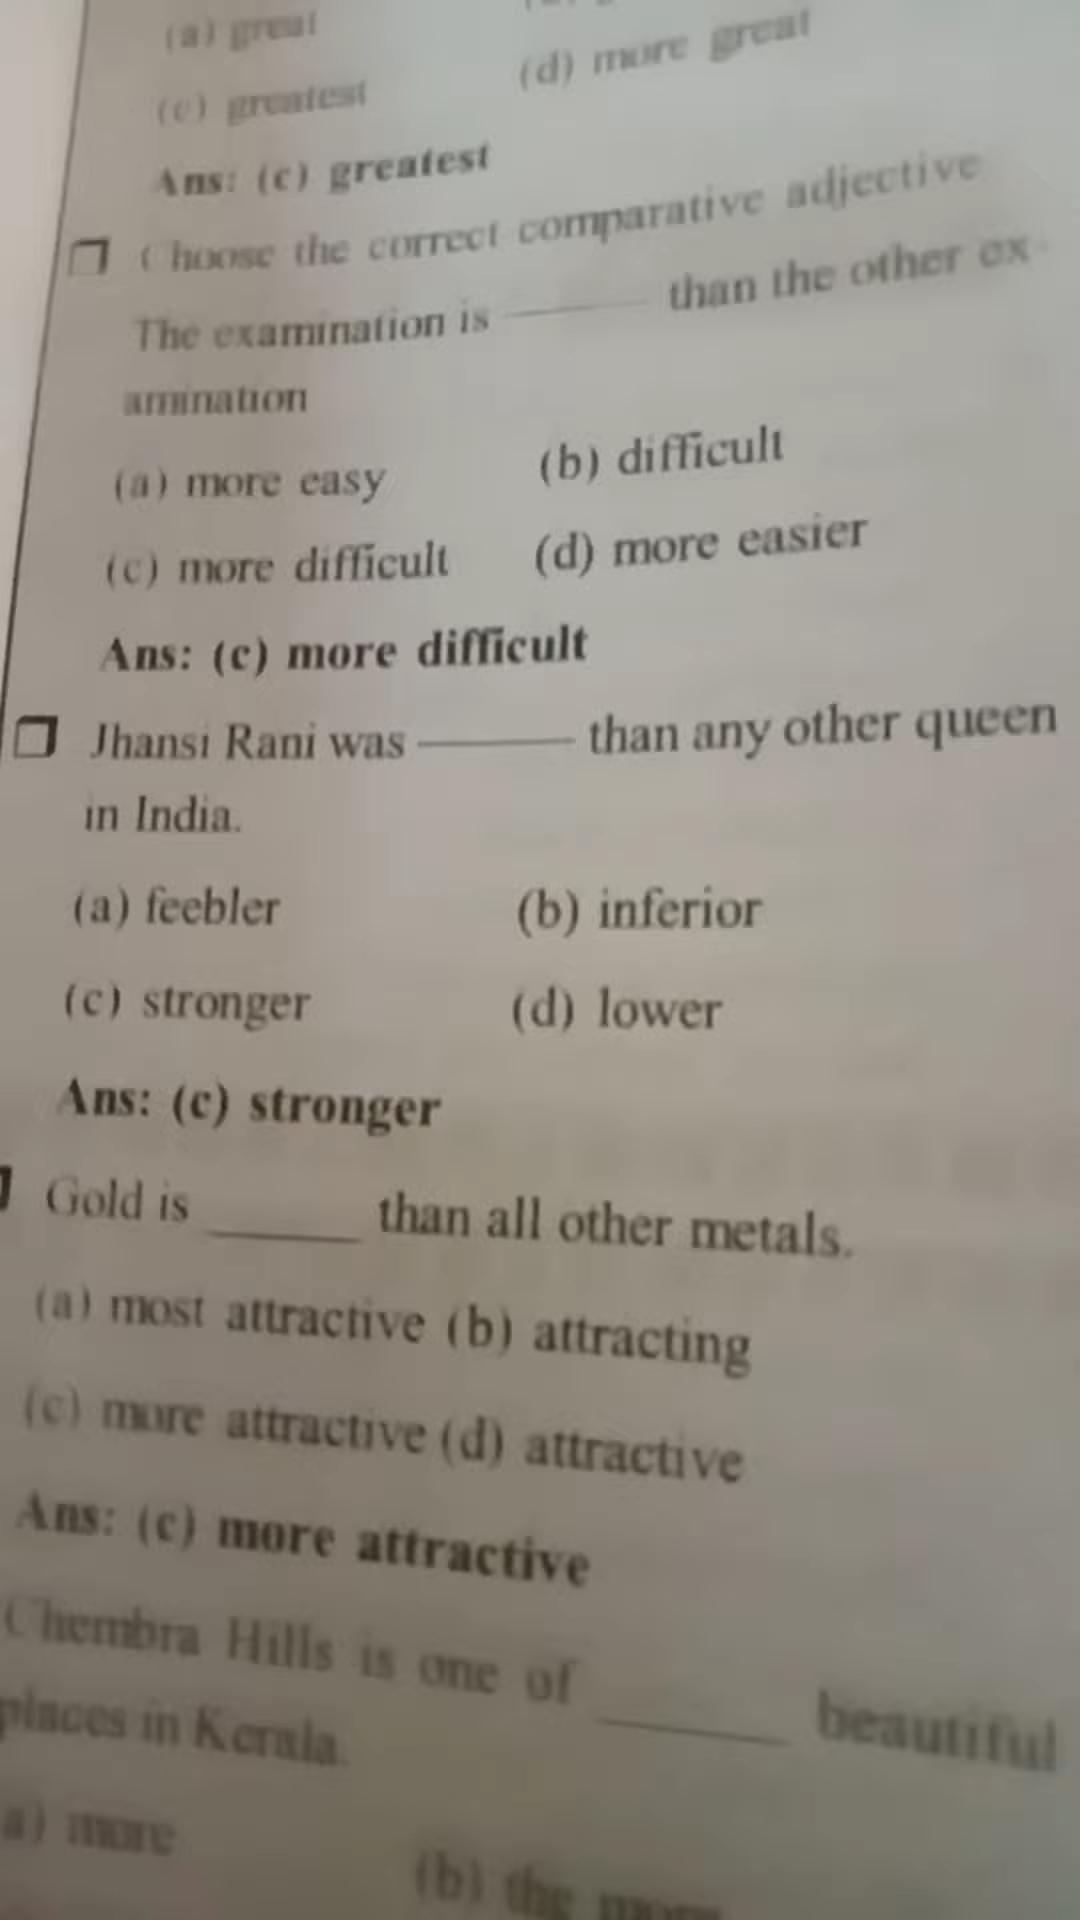 (a) great
(d) more great
(c) greatest
Ans: (c) greatest
Choose the correct comparative adjective
The examination is ______ than the other ex-
amination
(a) more easy (b) difficult
(c) more difficult (d) more easier
Ans: (c) more difficult
Jhansi Rani was ______ than any other queen
in India.
(a) feebler (b) inferior
(c) stronger (d) lower
Ans: (c) stronger
Gold is ______ than all other metals.
(a) most attractive (b) attracting
(c) more attractive (d) attractive
Ans: (c) more attractive
Chembra Hills is one of ______ beautiful
places in Kerala.
a) more
(b) the more